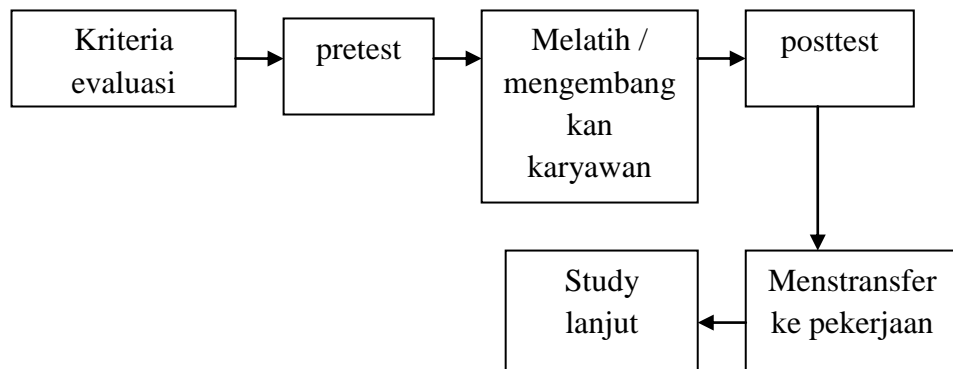 Kriteria
evaluasi
pretest
Melatih /
mengembang
kan
karyawan
posttest
Menstransfer
ke pekerjaan
Study
lanjut